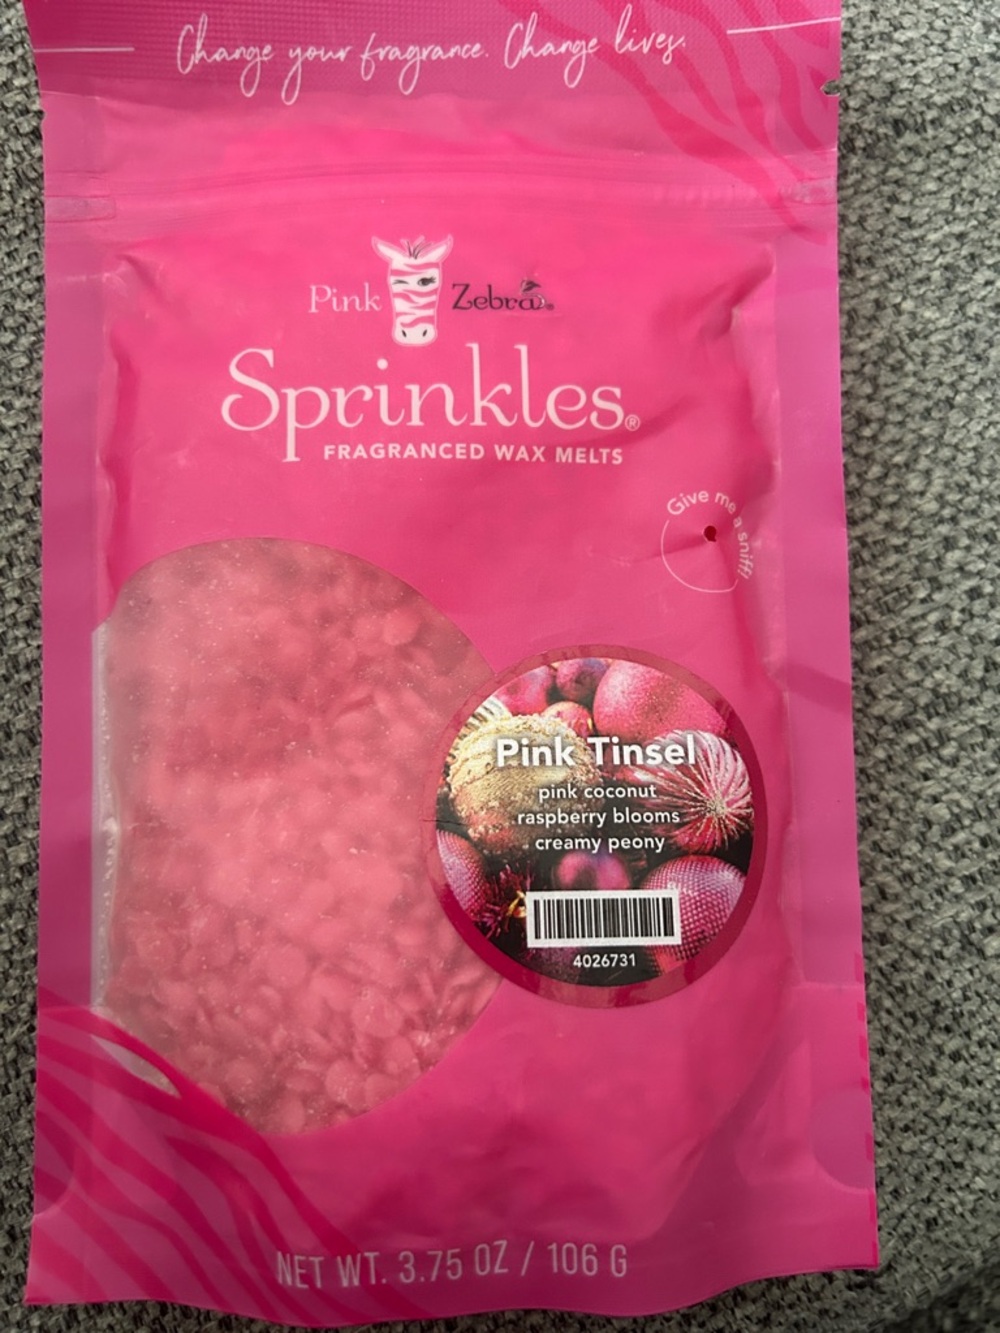 Change your fragrance. Change lives.
Pink Zebra®
Sprinkles®
FRAGRANCED WAX MELTS
Give me a sniff!
Pink Tinsel
pink coconut
raspberry blooms
creamy peony
4026731
NET WT. 3.75 OZ / 106 G